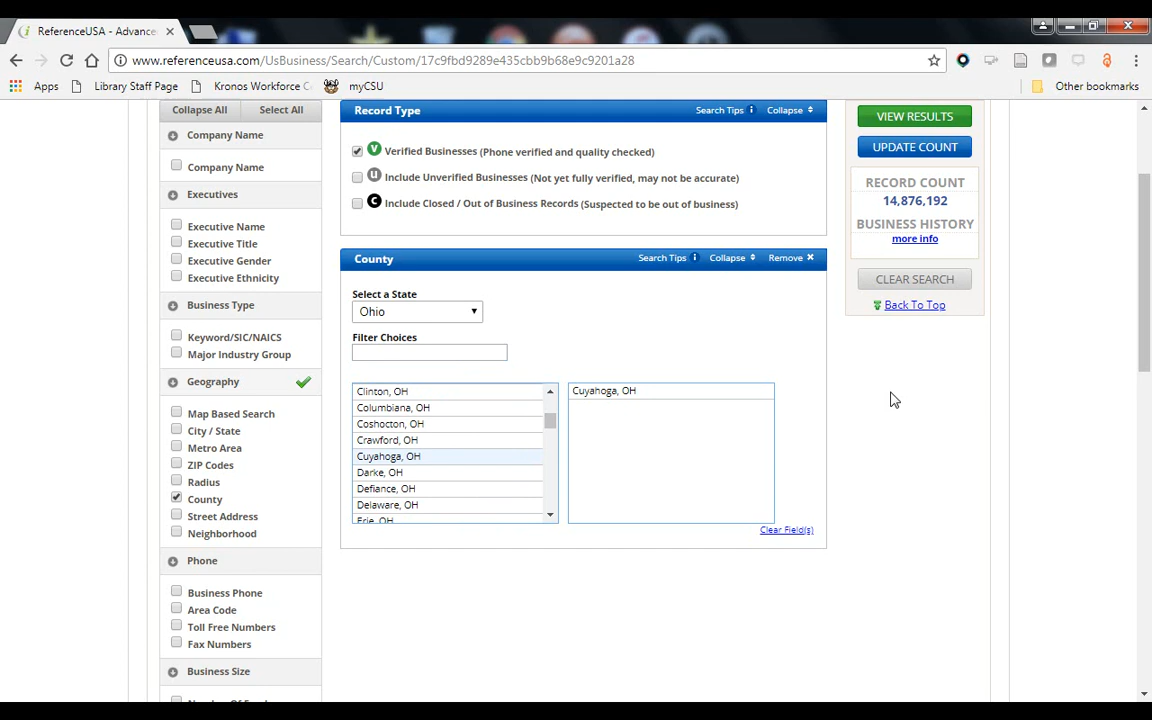 ReferenceUSA - Advance
www.referenceusa.com/UsBusiness/Search/Custom/17c9fbd9289e435cbb9b68e9c9201a28
Apps Library Staff Page Kronos Workforce C myCSU Other bookmarks
Collapse All Select All
Company Name
Company Name
Executives
Executive Name
Executive Title
Executive Gender
Executive Ethnicity
Business Type
Keyword/SIC/NAICS
Major Industry Group
Geography
Map Based Search
City / State
Metro Area
ZIP Codes
Radius
County
Street Address
Neighborhood
Phone
Business Phone
Area Code
Toll Free Numbers
Fax Numbers
Business Size
Record Type Search Tips i Collapse
V Verified Businesses (Phone verified and quality checked)
U Include Unverified Businesses (Not yet fully verified, may not be accurate)
C Include Closed / Out of Business Records (Suspected to be out of business)
County Search Tips i Collapse Remove
Select a State
Ohio
Filter Choices
Clinton, OH
Columbiana, OH
Coshocton, OH
Crawford, OH
Cuyahoga, OH
Darke, OH
Defiance, OH
Delaware, OH
Erie, OH
Cuyahoga, OH
Clear Field(s)
VIEW RESULTS
UPDATE COUNT
RECORD COUNT
14,876,192
BUSINESS HISTORY
more info
CLEAR SEARCH
Back To Top